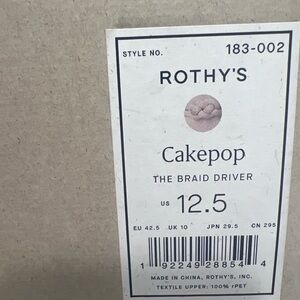 STYLE NO. 183-002
ROTHY'S
Cakepop
THE BRAID DRIVER
US 12.5
EU 42.5 UK 10 JPN 29.5 CN 295
1 92249 28854 4
MADE IN CHINA, ROTHY'S, INC.
TEXTILE UPPER: 100% rPET